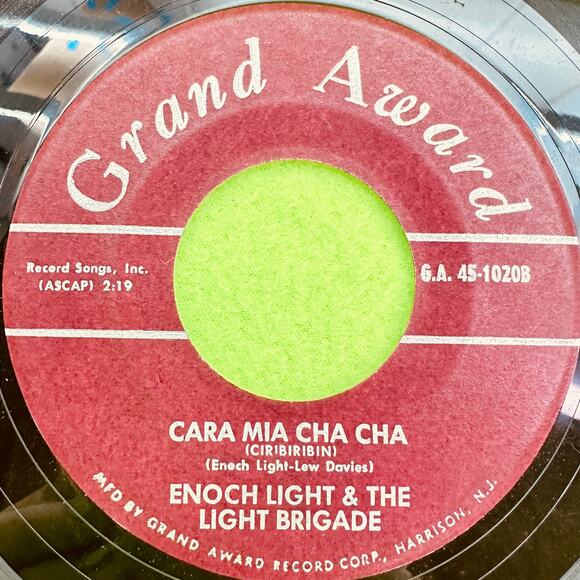 Grand Award
Record Songs, Inc.
(ASCAP) 2:19
G.A. 45-1020B
CARA MIA CHA CHA
(CIRIBIRIBIN)
(Enoch Light-Lew Davies)
ENOCH LIGHT & THE
LIGHT BRIGADE
MFD BY GRAND AWARD RECORD CORP., HARRISON, N.J.